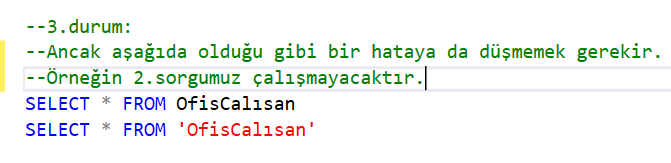 --3.durum:
--Ancak aşağıda olduğu gibi bir hataya da düşmemek gerekir.
--Örneğin 2.sorgumuz çalışmayacaktır.
SELECT * FROM OfisCalısan
SELECT * FROM 'OfisCalısan'